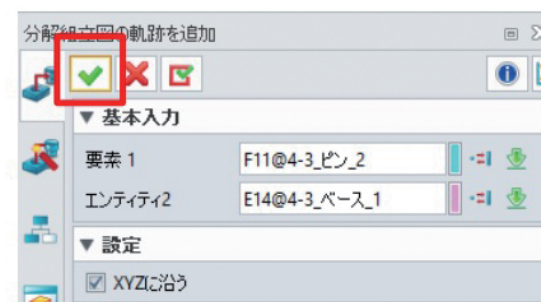 分解組立図の軌跡を追加
▼ 基本入力
要素 1 F11@4-3_ピン_2
エンティティ2 E14@4-3_ベース_1
▼ 設定
XYZに沿う